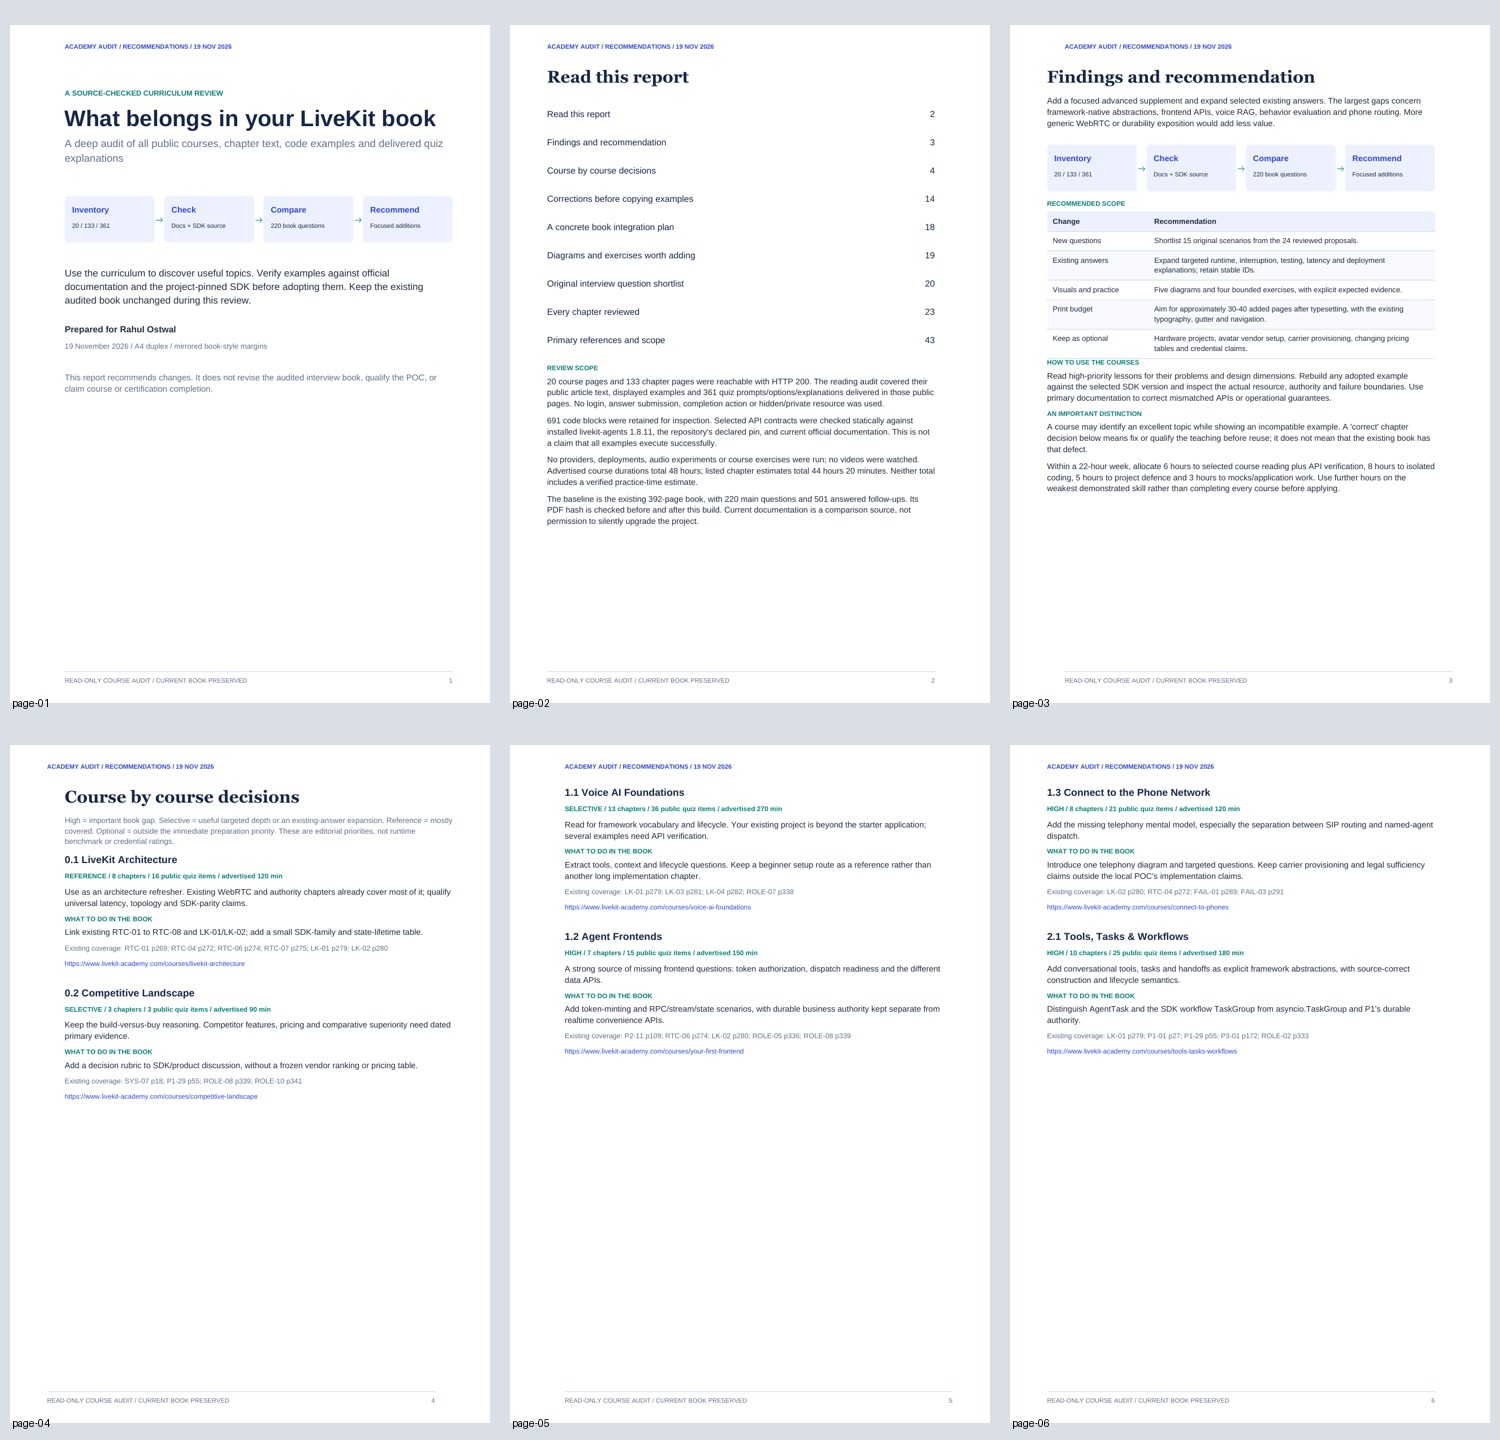 ACADEMY AUDIT / RECOMMENDATIONS / 19 NOV 2026
A SOURCE-CHECKED CURRICULUM REVIEW
What belongs in your LiveKit book
A deep audit of all public courses, chapter text, code examples and delivered quiz
explanations
Inventory
20 / 133 / 361
→
Check
Docs + SDK source
→
Compare
220 book questions
→
Recommend
Focused additions
Use the curriculum to discover useful topics. Verify examples against official
documentation and the project-pinned SDK before adopting them. Keep the existing
audited book unchanged during this review.
Prepared for Rahul Ostwal
19 November 2026 / A4 duplex / mirrored book-style margins
This report recommends changes. It does not revise the audited interview book, qualify the POC, or
claim course or certification completion.
READ-ONLY COURSE AUDIT / CURRENT BOOK PRESERVED 1
page-01
ACADEMY AUDIT / RECOMMENDATIONS / 19 NOV 2026
Read this report
Read this report 2
Findings and recommendation 3
Course by course decisions 4
Corrections before copying examples 14
A concrete book integration plan 18
Diagrams and exercises worth adding 19
Original interview question shortlist 20
Every chapter reviewed 23
Primary references and scope 43
REVIEW SCOPE
20 course pages and 133 chapter pages were reachable with HTTP 200. The reading audit covered their
public article text, displayed examples and 361 quiz prompts/options/explanations delivered in those public
pages. No login, answer submission, completion action or hidden/private resource was used.
691 code blocks were retained for inspection. Selected API contracts were checked statically against
installed livekit-agents 1.8.11, the repository's declared pin, and current official documentation. This is not
a claim that all examples execute successfully.
No providers, deployments, audio experiments or course exercises were run; no videos were watched.
Advertised course durations total 48 hours; listed chapter estimates total 44 hours 20 minutes. Neither total
includes a verified practice-time estimate.
The baseline is the existing 392-page book, with 220 main questions and 501 answered follow-ups. Its
PDF hash is checked before and after this build. Current documentation is a comparison source, not
permission to silently upgrade the project.
READ-ONLY COURSE AUDIT / CURRENT BOOK PRESERVED 2
page-02
ACADEMY AUDIT / RECOMMENDATIONS / 19 NOV 2026
Findings and recommendation
Add a focused advanced supplement and expand selected existing answers. The largest gaps concern
framework-native abstractions, frontend APIs, voice RAG, behavior evaluation and phone routing. More
generic WebRTC or durability exposition would add less value.
Inventory
20 / 133 / 361
→
Check
Docs + SDK source
→
Compare
220 book questions
→
Recommend
Focused additions
RECOMMENDED SCOPE
Change Recommendation
New questions Shortlist 15 original scenarios from the 24 reviewed proposals.
Existing answers Expand targeted runtime, interruption, testing, latency and deployment
explanations; retain stable IDs.
Visuals and practice Five diagrams and four bounded exercises, with explicit expected evidence.
Print budget Aim for approximately 30-40 added pages after typesetting, with the existing
typography, gutter and navigation.
Keep as optional Hardware projects, avatar vendor setup, carrier provisioning, changing pricing
tables and credential claims.
HOW TO USE THE COURSES
Read high-priority lessons for their problems and design dimensions. Rebuild any adopted example
against the selected SDK version and inspect the actual resource, authority and failure boundaries. Use
primary documentation to correct mismatched APIs or operational guarantees.
AN IMPORTANT DISTINCTION
A course may identify an excellent topic while showing an incompatible example. A 'correct' chapter
decision below means fix or qualify the teaching before reuse; it does not mean that the existing book has
that defect.
Within a 22-hour week, allocate 6 hours to selected course reading plus API verification, 8 hours to isolated
coding, 5 hours to project defence and 3 hours to mocks/application work. Use further hours on the
weakest demonstrated skill rather than completing every course before applying.
READ-ONLY COURSE AUDIT / CURRENT BOOK PRESERVED 3
page-03
ACADEMY AUDIT / RECOMMENDATIONS / 19 NOV 2026
Course by course decisions
High = important book gap. Selective = useful targeted depth or an existing-answer expansion. Reference = mostly
covered. Optional = outside the immediate preparation priority. These are editorial priorities, not runtime
benchmark or credential ratings.
0.1 LiveKit Architecture
REFERENCE / 8 chapters / 16 public quiz items / advertised 120 min
Use as an architecture refresher. Existing WebRTC and authority chapters already cover most of it; qualify
universal latency, topology and SDK-parity claims.
WHAT TO DO IN THE BOOK
Link existing RTC-01 to RTC-08 and LK-01/LK-02; add a small SDK-family and state-lifetime table.
Existing coverage: RTC-01 p269; RTC-04 p272; RTC-06 p274; RTC-07 p275; LK-01 p279; LK-02 p280
https://www.livekit-academy.com/courses/livekit-architecture
0.2 Competitive Landscape
SELECTIVE / 3 chapters / 3 public quiz items / advertised 90 min
Keep the build-versus-buy reasoning. Competitor features, pricing and comparative superiority need dated
primary evidence.
WHAT TO DO IN THE BOOK
Add a decision rubric to SDK/product discussion, without a frozen vendor ranking or pricing table.
Existing coverage: SYS-07 p18; P1-29 p55; ROLE-08 p339; ROLE-10 p341
https://www.livekit-academy.com/courses/competitive-landscape
READ-ONLY COURSE AUDIT / CURRENT BOOK PRESERVED 4
page-04
ACADEMY AUDIT / RECOMMENDATIONS / 19 NOV 2026
1.1 Voice AI Foundations
SELECTIVE / 13 chapters / 36 public quiz items / advertised 270 min
Read for framework vocabulary and lifecycle. Your existing project is beyond the starter application;
several examples need API verification.
WHAT TO DO IN THE BOOK
Extract tools, context and lifecycle questions. Keep a beginner setup route as a reference rather than
another long implementation chapter.
Existing coverage: LK-01 p279; LK-03 p281; LK-04 p282; ROLE-07 p338
https://www.livekit-academy.com/courses/voice-ai-foundations
1.2 Agent Frontends
HIGH / 7 chapters / 15 public quiz items / advertised 150 min
A strong source of missing frontend questions: token authorization, dispatch readiness and the different
data APIs.
WHAT TO DO IN THE BOOK
Add token-minting and RPC/stream/state scenarios, with durable business authority kept separate from
realtime convenience APIs.
Existing coverage: P2-11 p109; RTC-06 p274; LK-02 p280; ROLE-05 p336; ROLE-08 p339
https://www.livekit-academy.com/courses/your-first-frontend
READ-ONLY COURSE AUDIT / CURRENT BOOK PRESERVED 5
page-05
ACADEMY AUDIT / RECOMMENDATIONS / 19 NOV 2026
1.3 Connect to the Phone Network
HIGH / 8 chapters / 21 public quiz items / advertised 120 min
Add the missing telephony mental model, especially the separation between SIP routing and named-agent
dispatch.
WHAT TO DO IN THE BOOK
Introduce one telephony diagram and targeted questions. Keep carrier provisioning and legal sufficiency
claims outside the local POC's implementation claims.
Existing coverage: LK-02 p280; RTC-04 p272; FAIL-01 p289; FAIL-03 p291
https://www.livekit-academy.com/courses/connect-to-phones
2.1 Tools, Tasks & Workflows
HIGH / 10 chapters / 25 public quiz items / advertised 180 min
Add conversational tools, tasks and handoffs as explicit framework abstractions, with source-correct
construction and lifecycle semantics.
WHAT TO DO IN THE BOOK
Distinguish AgentTask and the SDK workflow TaskGroup from asyncio.TaskGroup and P1's durable
authority.
Existing coverage: LK-01 p279; P1-01 p27; P1-29 p55; P3-01 p172; ROLE-02 p333
https://www.livekit-academy.com/courses/tools-tasks-workflows
READ-ONLY COURSE AUDIT / CURRENT BOOK PRESERVED 6
page-06